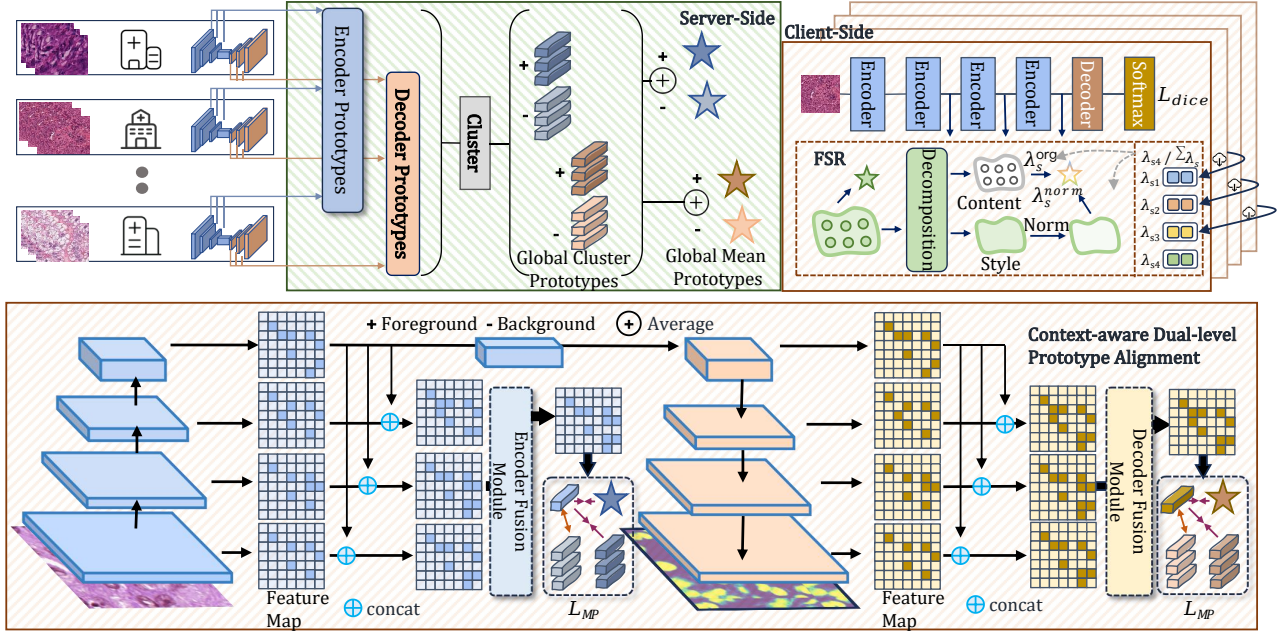 Encoder Prototypes
Decoder Prototypes
Cluster
+
-
+
-
Global Cluster
Prototypes
Server-Side
+
+
-
+
+
-
Global Mean
Prototypes
Client-Side
Encoder
Encoder
Encoder
Encoder
Decoder
Softmax
L_dice
FSR
Decomposition
Content
λ_s^org
λ_s^norm
Norm
Style
λ_s4 / Σλ_s
λ_s1
λ_s2
λ_s3
λ_s4
+ Foreground - Background + Average
Context-aware Dual-level
Prototype Alignment
Encoder Fusion
Module
Decoder Fusion
Module
Feature
Map
concat
L_MP
Feature
Map
concat
L_MP